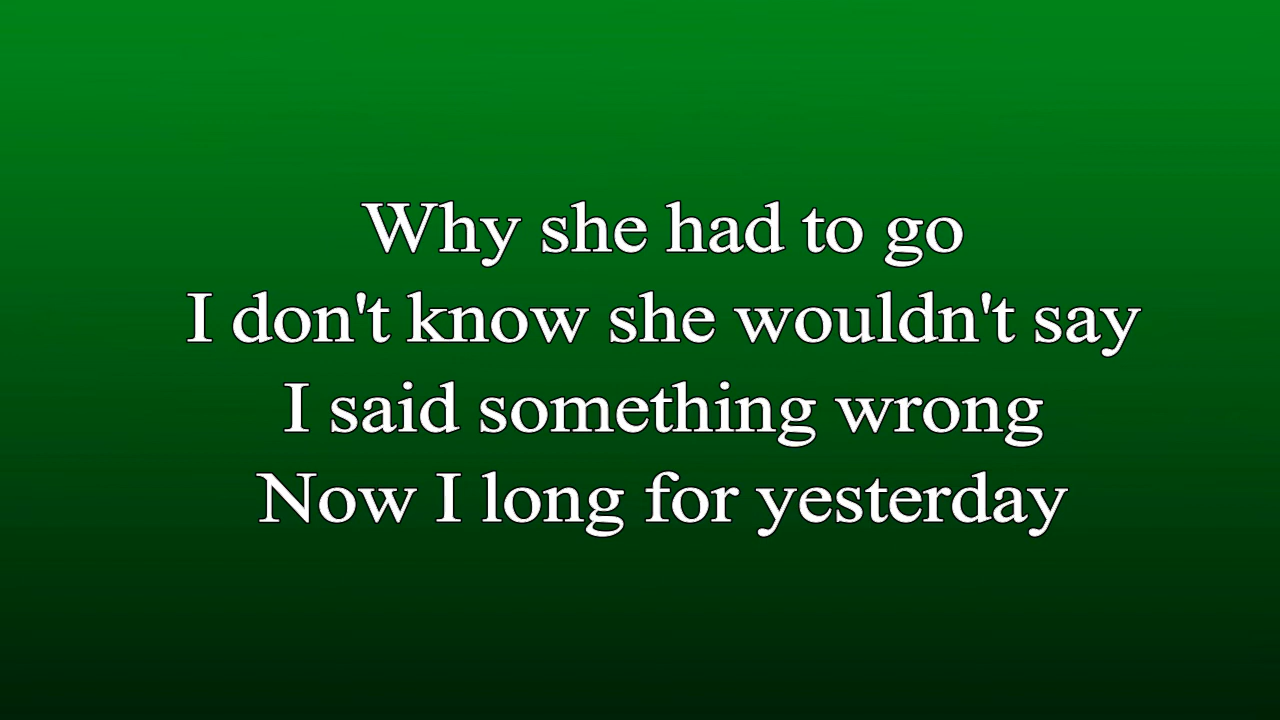 Why she had to go
I don't know she wouldn't say
I said something wrong
Now I long for yesterday